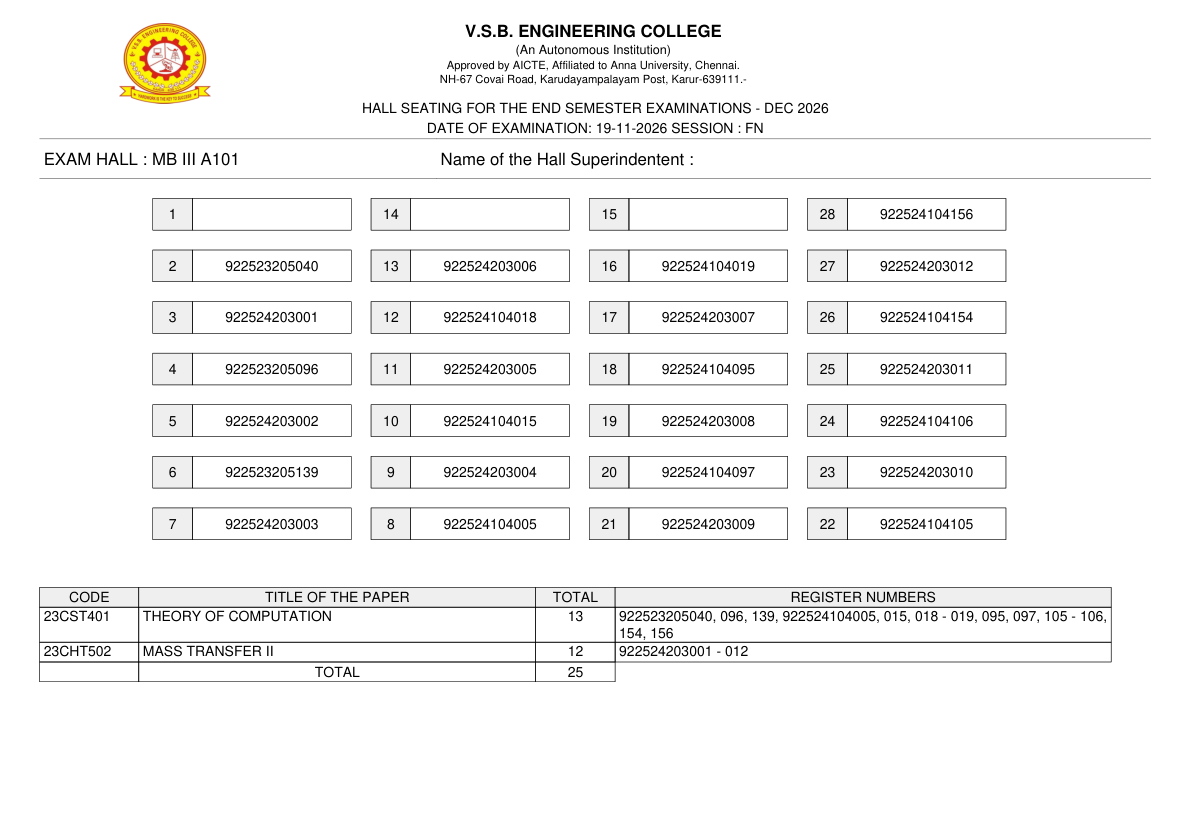 V.S.B. ENGINEERING COLLEGE
(An Autonomous Institution)
Approved by AICTE, Affiliated to Anna University, Chennai.
NH-67 Covai Road, Karudayampalayam Post, Karur-639111.-
HALL SEATING FOR THE END SEMESTER EXAMINATIONS - DEC 2026
DATE OF EXAMINATION: 19-11-2026 SESSION : FN
EXAM HALL : MB III A101 Name of the Hall Superintendent :
1 14 15 28 922524104156
2 922523205040 13 922524203006 16 922524104019 27 922524203012
3 922524203001 12 922524104018 17 922524203007 26 922524104154
4 922523205096 11 922524203005 18 922524104095 25 922524203011
5 922524203002 10 922524104015 19 922524203008 24 922524104106
6 922523205139 9 922524203004 20 922524104097 23 922524203010
7 922524203003 8 922524104005 21 922524203009 22 922524104105
CODE TITLE OF THE PAPER TOTAL REGISTER NUMBERS
23CST401 THEORY OF COMPUTATION 13 922523205040, 096, 139, 922524104005, 015, 018 - 019, 095, 097, 105 - 106,
154, 156
23CHT502 MASS TRANSFER II 12 922524203001 - 012
TOTAL 25